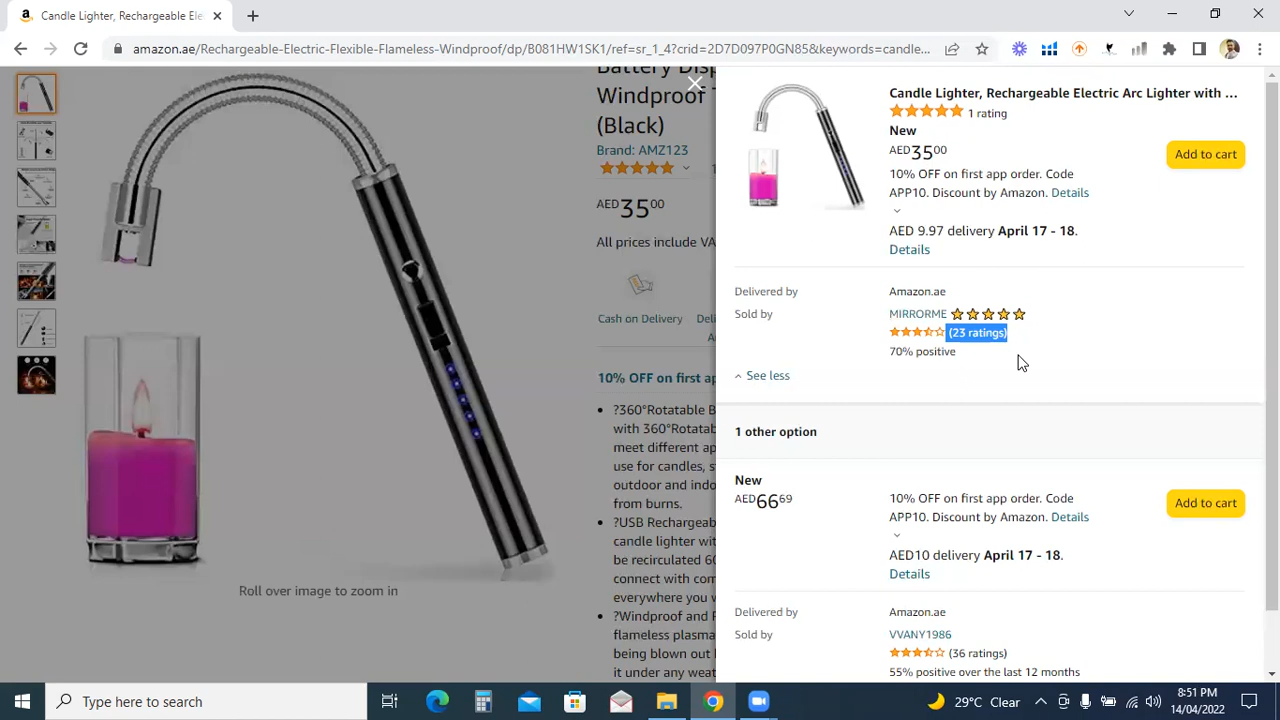 Candle Lighter, Rechargeable Ele
amazon.ae/Rechargeable-Electric-Flexible-Flameless-Windproof/dp/B081HW1SK1/ref=sr_1_4?crid=2D7D097P0GN85&keywords=candle...
Battery Disp
Windproof T
(Black)
Brand: AMZ123
AED 35 00
All prices include VA
Cash on Delivery
Deli
A
10% OFF on first ap
?360°Rotatable B
with 360°Rotatabl
meet different ap
use for candles, s
outdoor and indo
from burns.
?USB Rechargeab
candle lighter wit
be recirculated 60
connect with com
everywhere you w
?Windproof and F
flameless plasma
being blown out b
it under any weat
Roll over image to zoom in
Candle Lighter, Rechargeable Electric Arc Lighter with ...
1 rating
New
AED 35 00
Add to cart
10% OFF on first app order. Code
APP10. Discount by Amazon. Details
AED 9.97 delivery April 17 - 18.
Details
Delivered by
Amazon.ae
Sold by
MIRRORME
(23 ratings)
70% positive
See less
1 other option
New
AED 66 69
10% OFF on first app order. Code
APP10. Discount by Amazon. Details
Add to cart
AED10 delivery April 17 - 18.
Details
Delivered by
Amazon.ae
Sold by
VVANY1986
(36 ratings)
55% positive over the last 12 months
Type here to search
29°C Clear
8:51 PM
14/04/2022